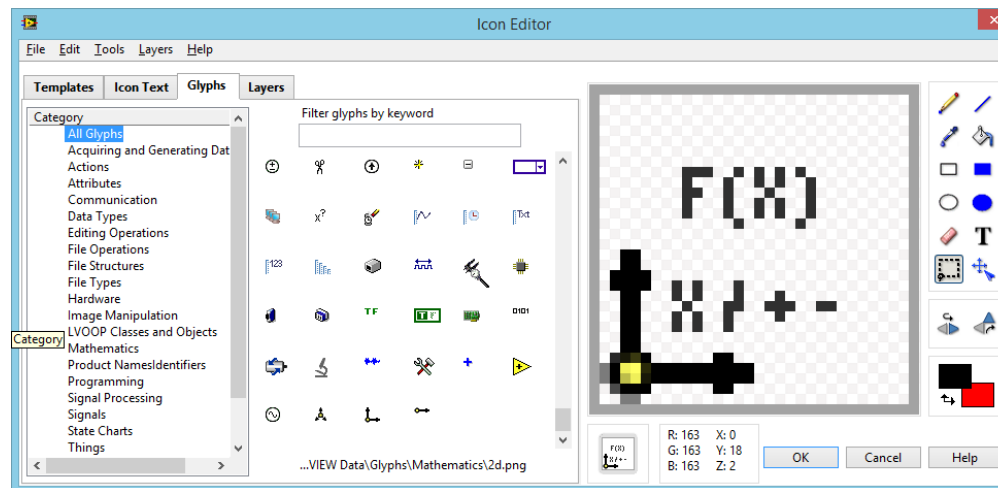 Icon Editor
File Edit Tools Layers Help
Templates Icon Text Glyphs Layers
Category
All Glyphs
Acquiring and Generating Dat
Actions
Attributes
Communication
Data Types
Editing Operations
File Operations
File Structures
File Types
Hardware
Image Manipulation
LVOOP Classes and Objects
Mathematics
Product NamesIdentifiers
Programming
Signal Processing
Signals
State Charts
Things
Category
Filter glyphs by keyword
x?
Txt
123
TF
T F
0101
...VIEW Data\Glyphs\Mathematics\2d.png
F(X)
X/+-
T
F(X)
X/+-
R: 163 X: 0
G: 163 Y: 18
B: 163 Z: 2
OK Cancel Help